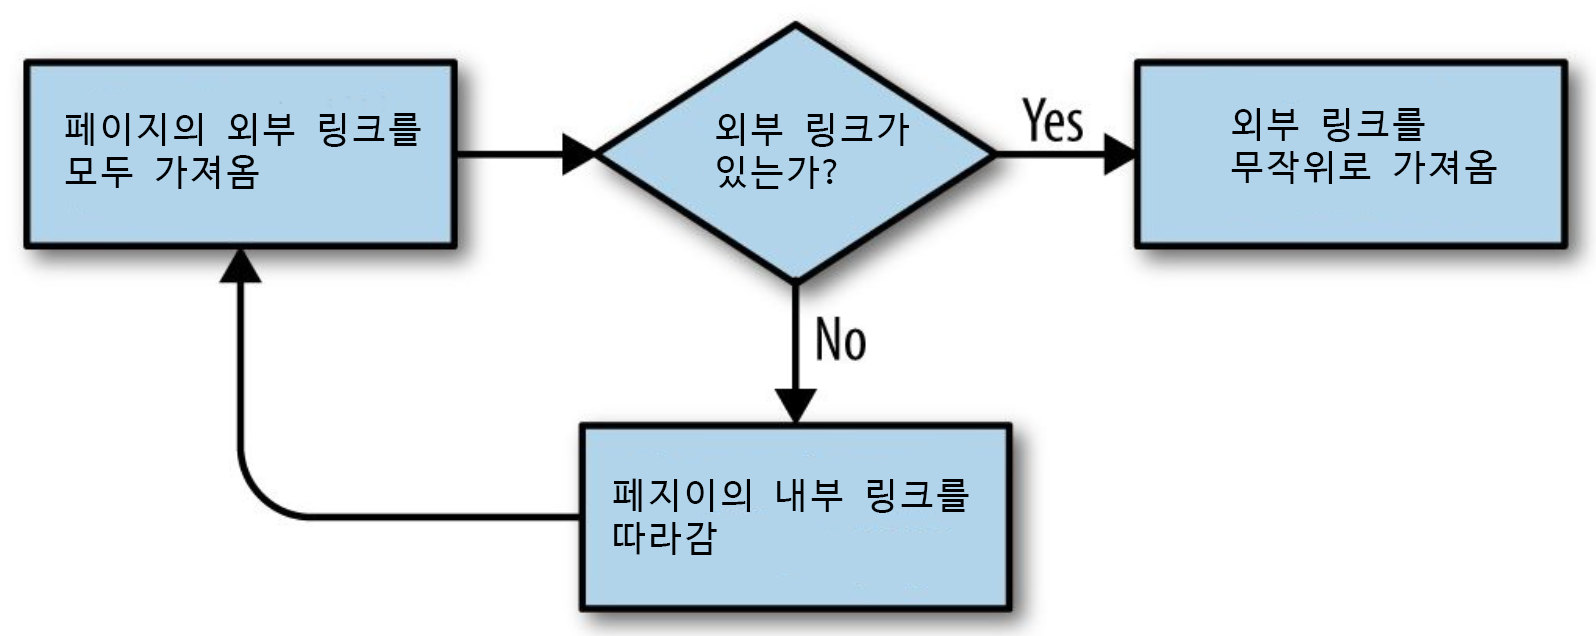 페이지의 외부 링크를
모두 가져옴
외부 링크가
있는가?
Yes
외부 링크를
무작위로 가져옴
No
페지이의 내부 링크를
따라감